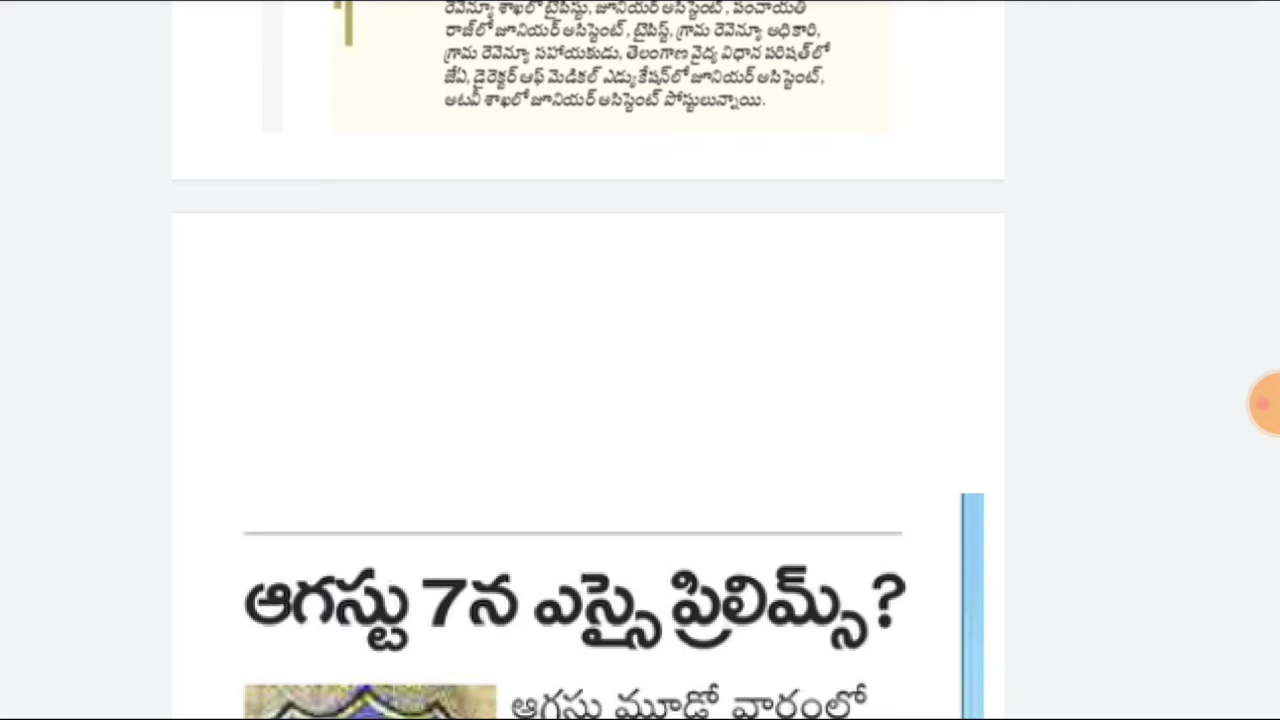 రెవెన్యూ శాఖలో టైపిస్టు, జూనియర్ అసిస్టెంట్, పంచాయతీ
రాజ్‌లో జూనియర్ అసిస్టెంట్, టైపిస్ట్, గ్రామ రెవెన్యూ అధికారి,
గ్రామ రెవెన్యూ సహాయకుడు, తెలంగాణ వైద్య విధాన పరిషత్‌లో
జేఏ, డైరెక్టర్ ఆఫ్ మెడికల్ ఎడ్యుకేషన్‌లో జూనియర్ అసిస్టెంట్,
అటవీ శాఖలో జూనియర్ అసిస్టెంట్ పోస్టులున్నాయి.
ఆగస్టు 7న ఎస్సై ప్రిలిమ్స్?
ఆగస్టు మూడో వారంలో